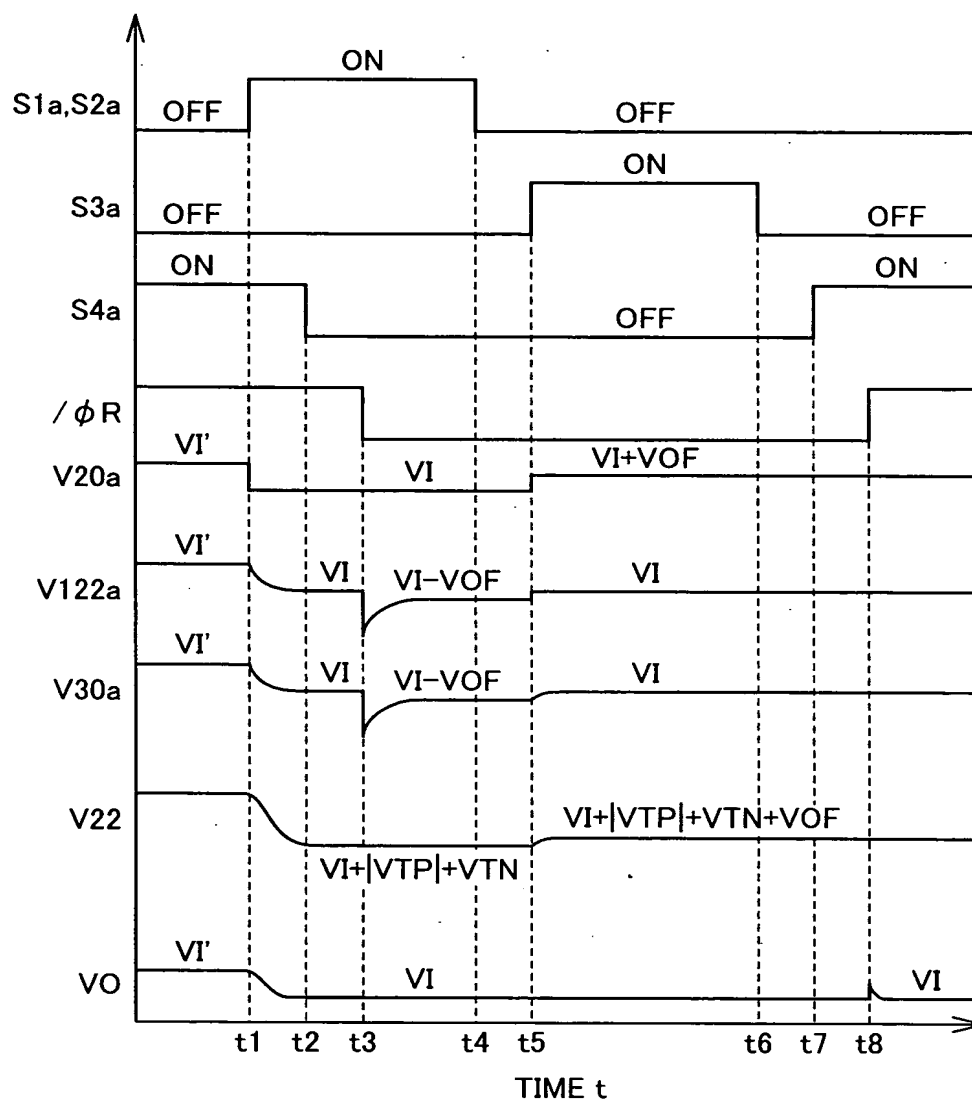 ON
S1a,S2a OFF OFF
ON
S3a OFF OFF
ON ON
S4a OFF
/φR
VI' VI+VOF
V20a VI
VI' VI VI−VOF VI
V122a
VI' VI VI−VOF VI
V30a
V22 VI+|VTP|+VTN+VOF
VI+|VTP|+VTN
VI' VI VI
VO
t1 t2 t3 t4 t5 t6 t7 t8
TIME t